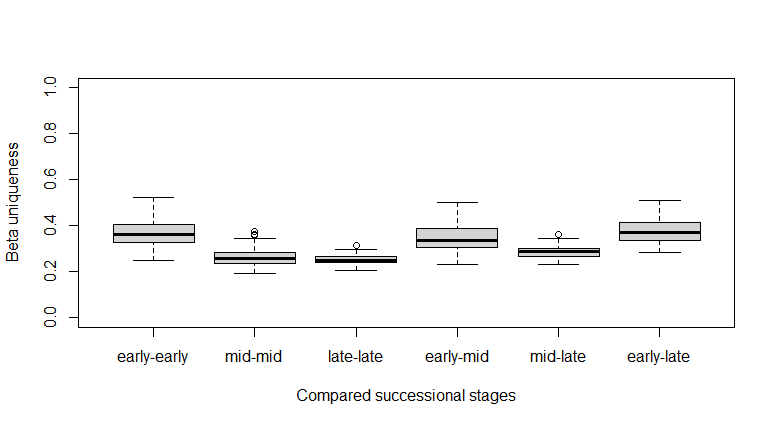 Beta uniqueness
1.0
0.8
0.6
0.4
0.2
0.0
early-early mid-mid late-late early-mid mid-late early-late
Compared successional stages